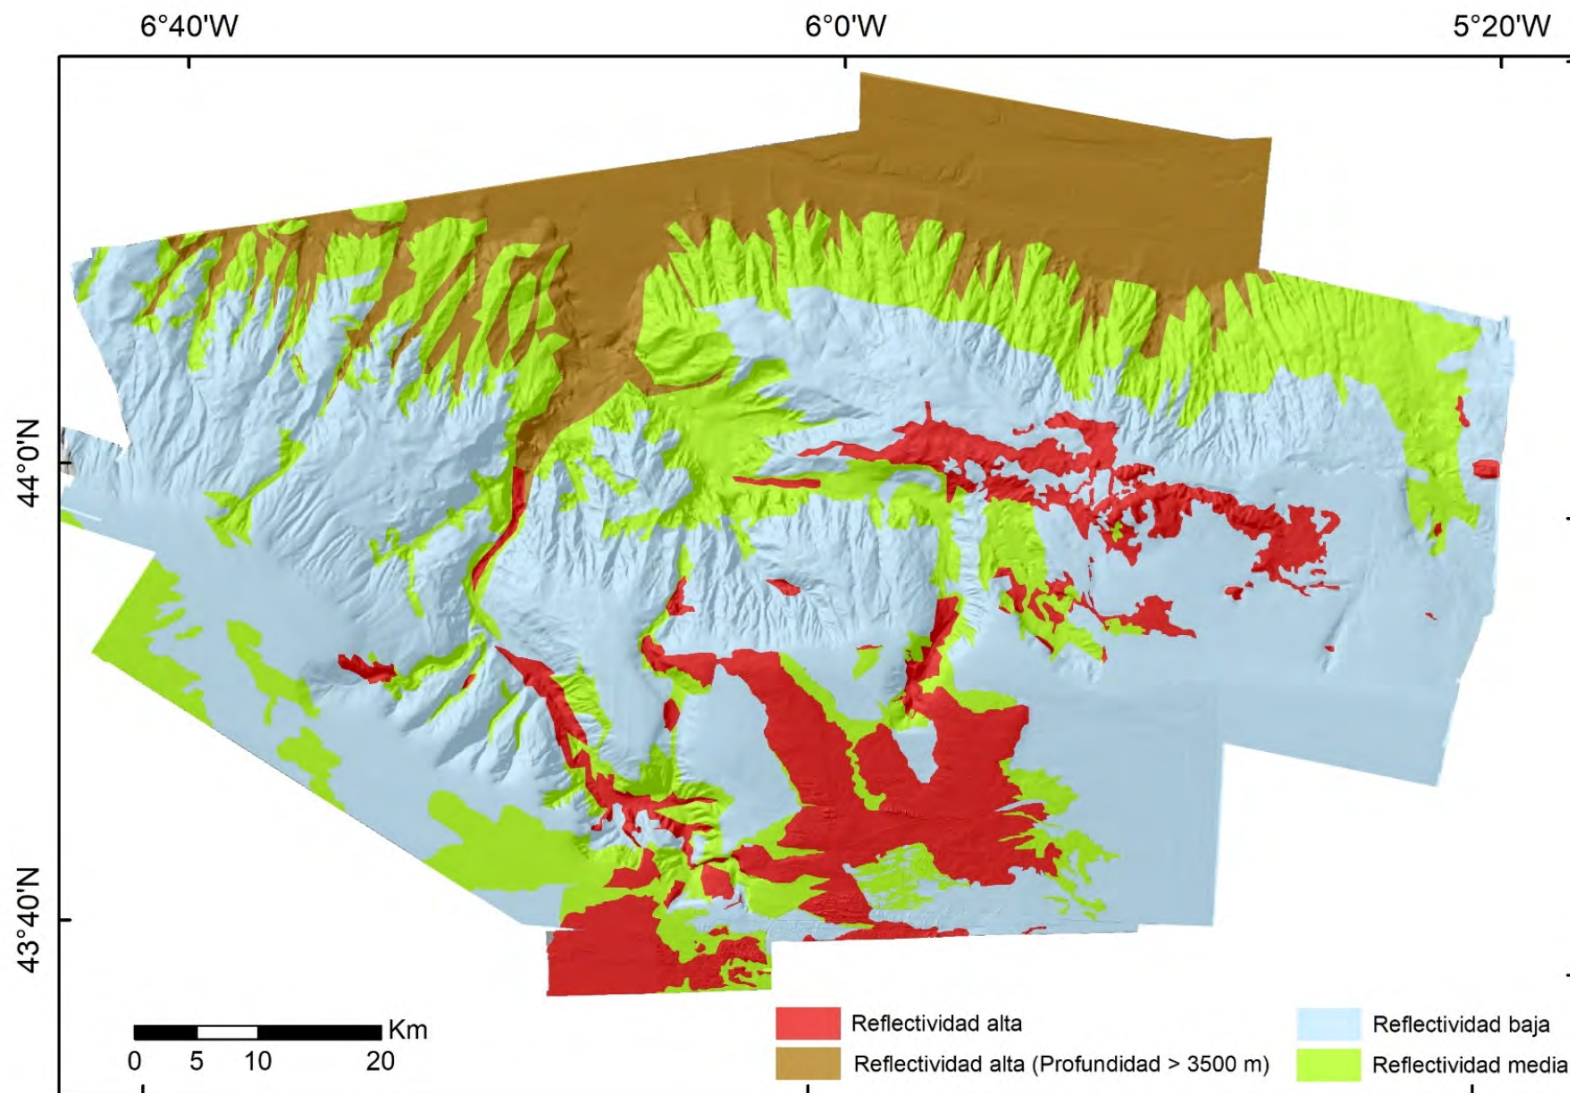 6°40'W 6°0'W 5°20'W
44°0'N
43°40'N
Km
0 5 10 20
Reflectividad alta
Reflectividad baja
Reflectividad alta (Profundidad > 3500 m)
Reflectividad media